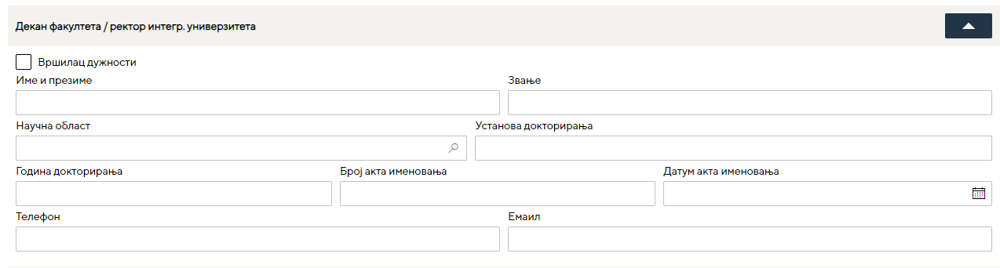 Декан факултета / ректор интегр. универзитета
Вршилац дужности
Име и презиме
Звање
Научна област
Установа докторирања
Година докторирања
Број акта именовања
Датум акта именовања
Телефон
Емаил